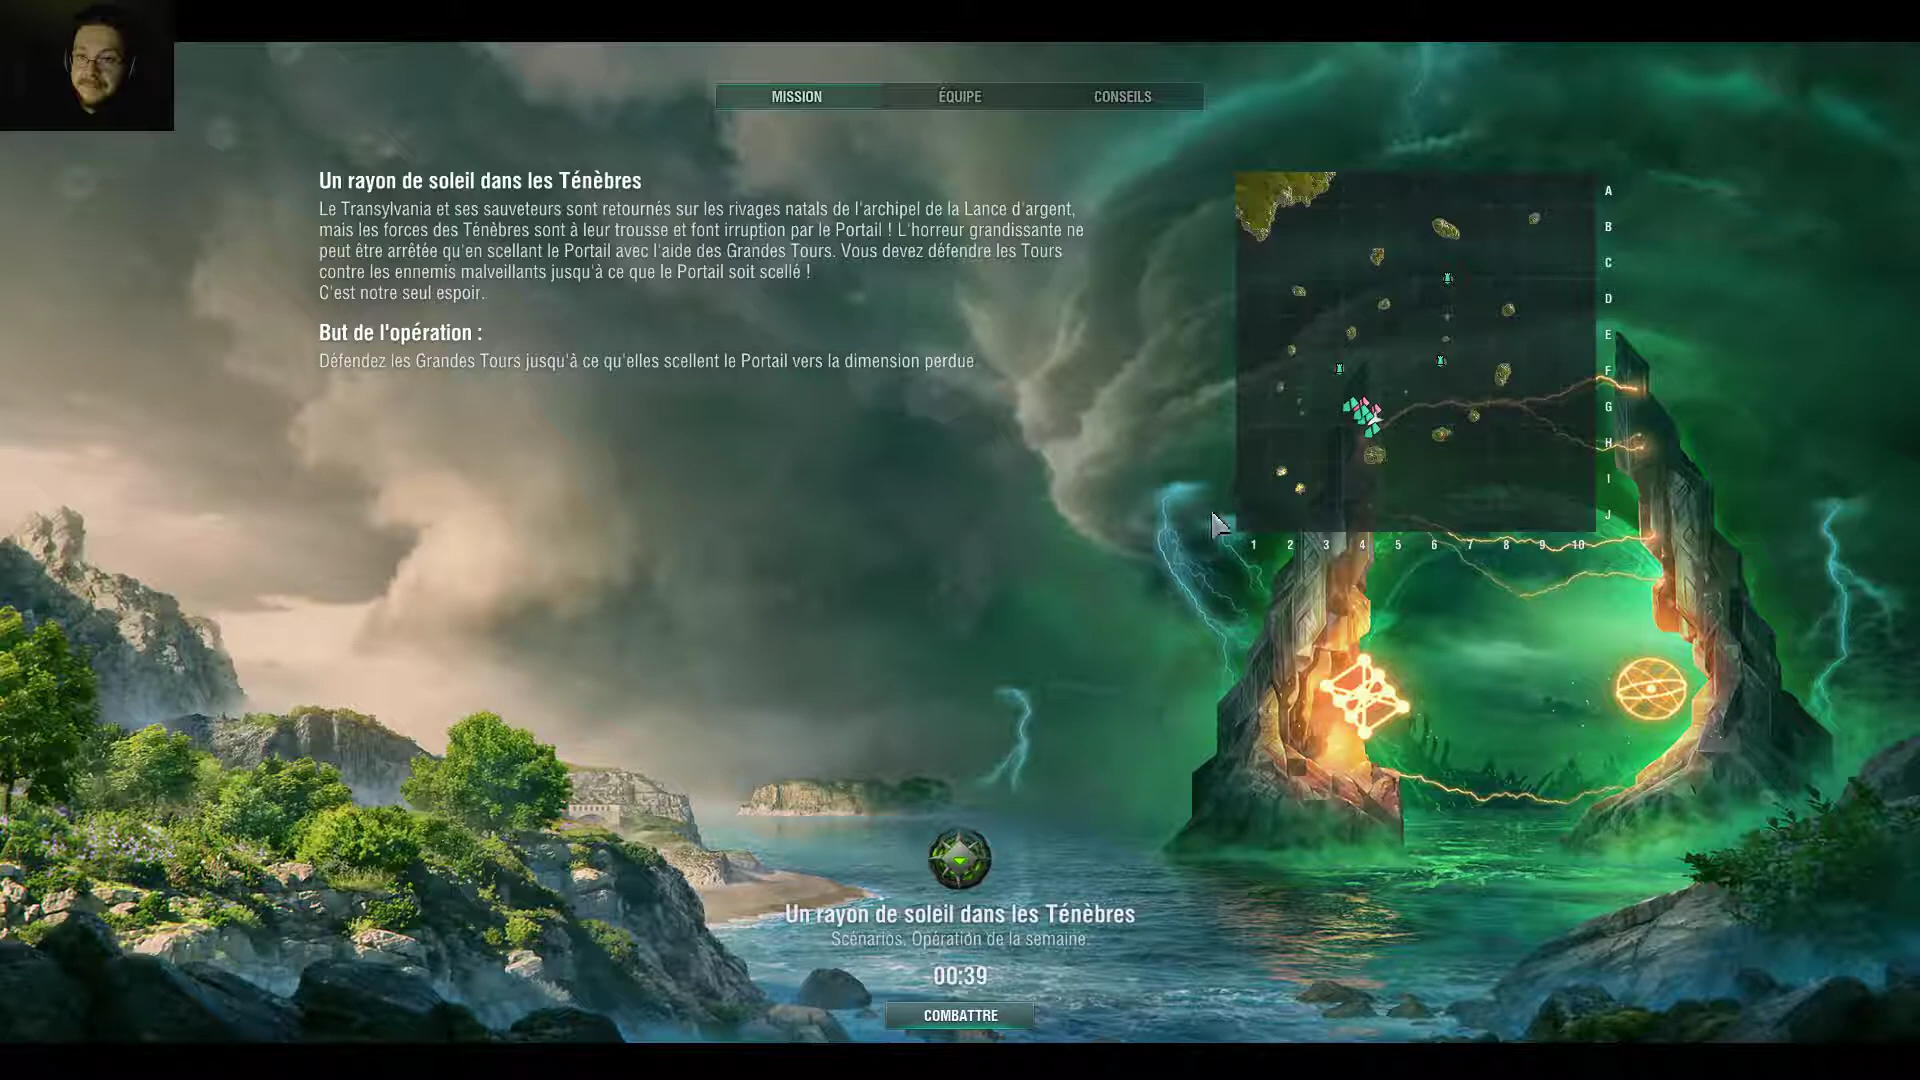 MISSION
ÉQUIPE
CONSEILS
Un rayon de soleil dans les Ténèbres
Le Transylvania et ses sauveteurs sont retournés sur les rivages natals de l'archipel de la Lance d'argent,
mais les forces des Ténèbres sont à leur trousse et font irruption par le Portail ! L'horreur grandissante ne
peut être arrêtée qu'en scellant le Portail avec l'aide des Grandes Tours. Vous devez défendre les Tours
contre les ennemis malveillants jusqu'à ce que le Portail soit scellé !
C'est notre seul espoir.
But de l'opération :
Défendez les Grandes Tours jusqu'à ce qu'elles scellent le Portail vers la dimension perdue
A
B
C
D
E
F
G
H
I
J
1 2 3 4 5 6 7 8 9 10
Un rayon de soleil dans les Ténèbres
Scénarios. Opération de la semaine.
00:39
COMBATTRE